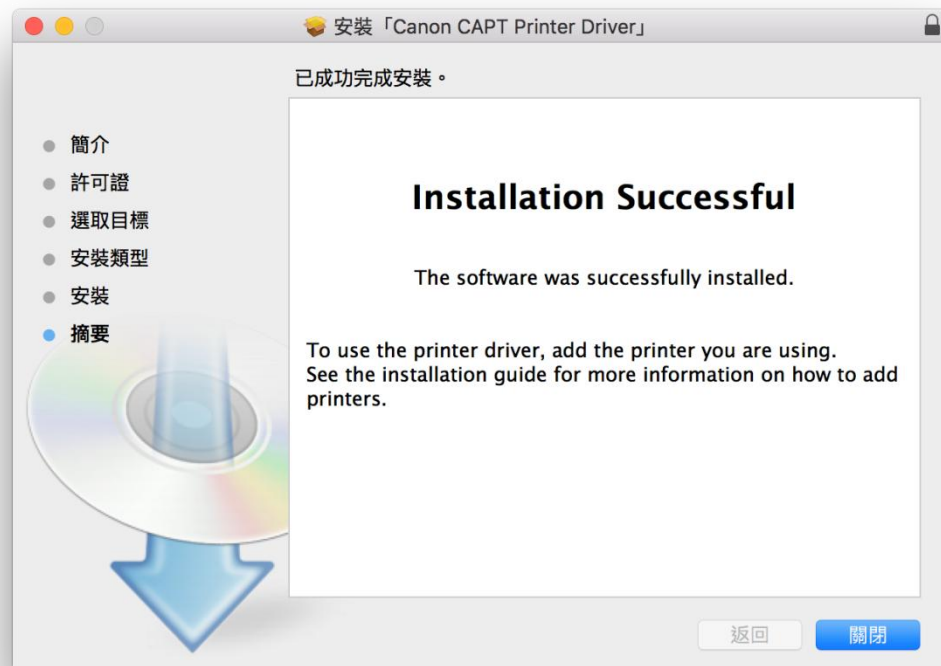 安裝「Canon CAPT Printer Driver」
已成功完成安裝。
簡介
許可證
選取目標
安裝類型
安裝
摘要
Installation Successful
The software was successfully installed.
To use the printer driver, add the printer you are using.
See the installation guide for more information on how to add
printers.
返回
關閉